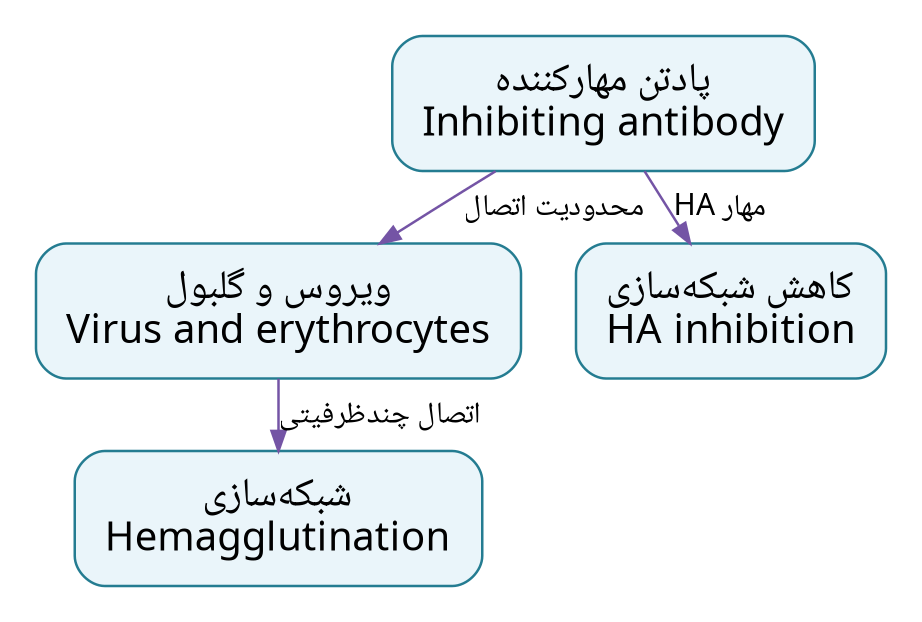 پادتن مهارکننده
Inhibiting antibody
محدودیت اتصال
مهار HA
ویروس و گلبول
Virus and erythrocytes
کاهش شبکه‌سازی
HA inhibition
اتصال چندظرفیتی
شبکه‌سازی
Hemagglutination